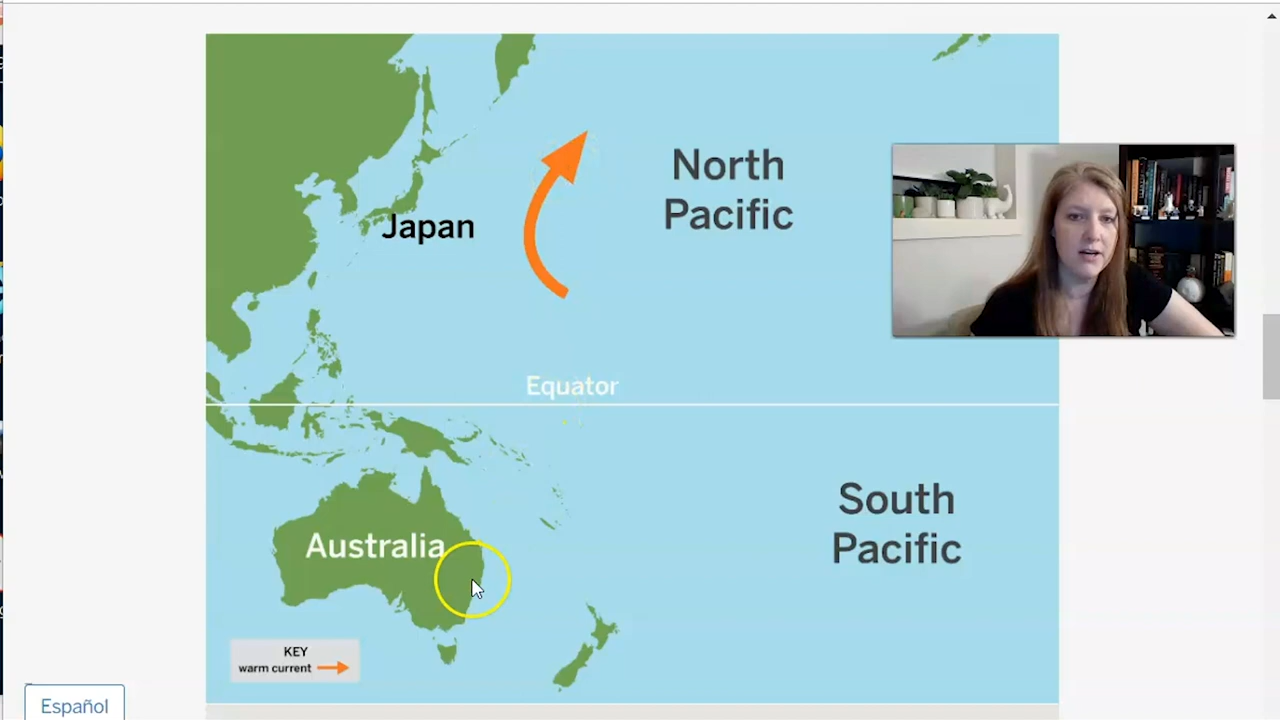 North
Pacific
Japan
Equator
South
Pacific
Australia
KEY
warm current
Español